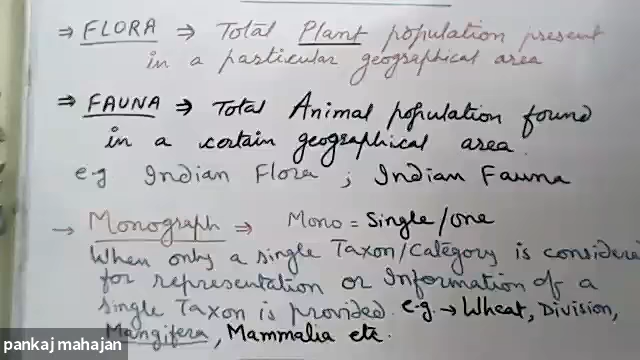 ⇒ FLORA ⇒ Total Plant population present
in a particular geographical area
⇒ FAUNA ⇒ Total Animal population found
in a certain geographical area.
e-g Indian Flora ; Indian Fauna
→ Monograph ⇒ Mono = Single/one
When only a single Taxon/Category is considere
for representation or Information of a
single Taxon is provided. e-g. → Wheat, Division,
Mangifera, Mammalia etc.
pankaj mahajan